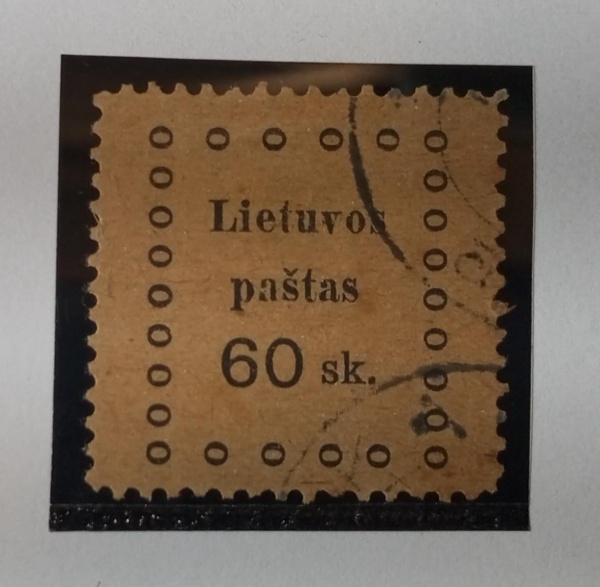 Lietuvos
paštas
60 sk.